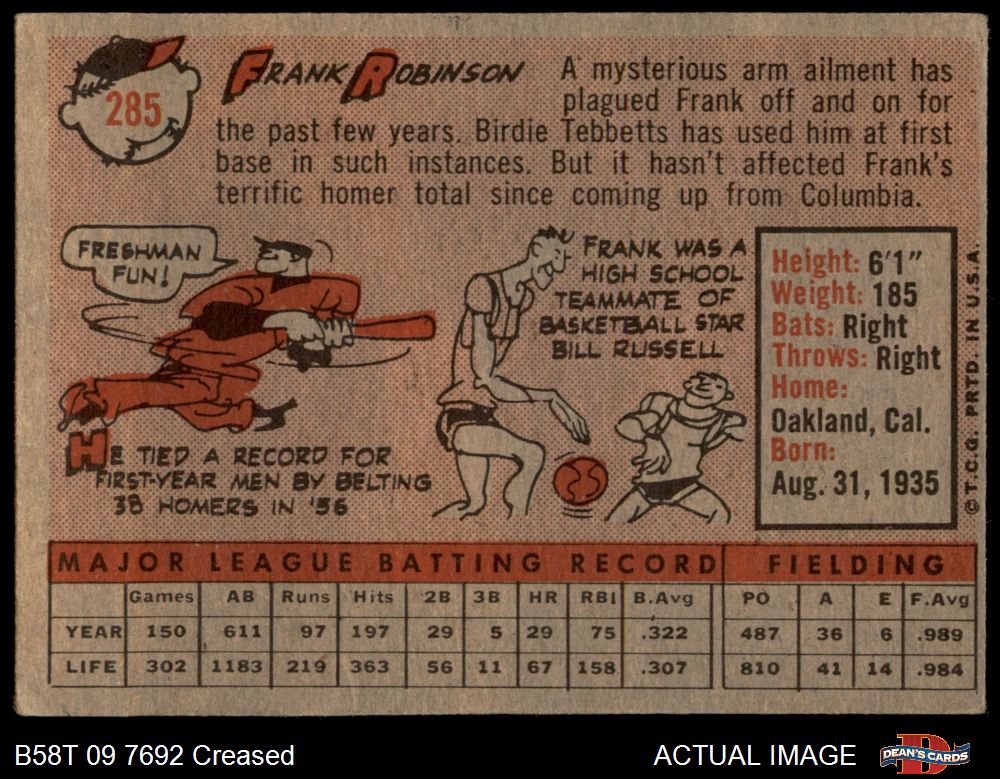 285
FRANK ROBINSON
A mysterious arm ailment has
plagued Frank off and on for
the past few years. Birdie Tebbetts has used him at first
base in such instances. But it hasn't affected Frank's
terrific homer total since coming up from Columbia.
FRESHMAN
FUN!
HE TIED A RECORD FOR
FIRST-YEAR MEN BY BELTING
38 HOMERS IN '56
FRANK WAS A
HIGH SCHOOL
TEAMMATE OF
BASKETBALL STAR
BILL RUSSELL
Height: 6'1"
Weight: 185
Bats: Right
Throws: Right
Home:
Oakland, Cal.
Born:
Aug. 31, 1935
© T.C.G. PRTD. IN U.S.A.
MAJOR LEAGUE BATTING RECORD FIELDING
Games AB Runs Hits 2B 3B HR RBI B.Avg PO A E F.Avg
YEAR 150 611 97 197 29 5 29 75 .322 487 36 6 .989
LIFE 302 1183 219 363 56 11 67 158 .307 810 41 14 .984
B58T 09 7692 Creased ACTUAL IMAGE DEAN'S CARDS